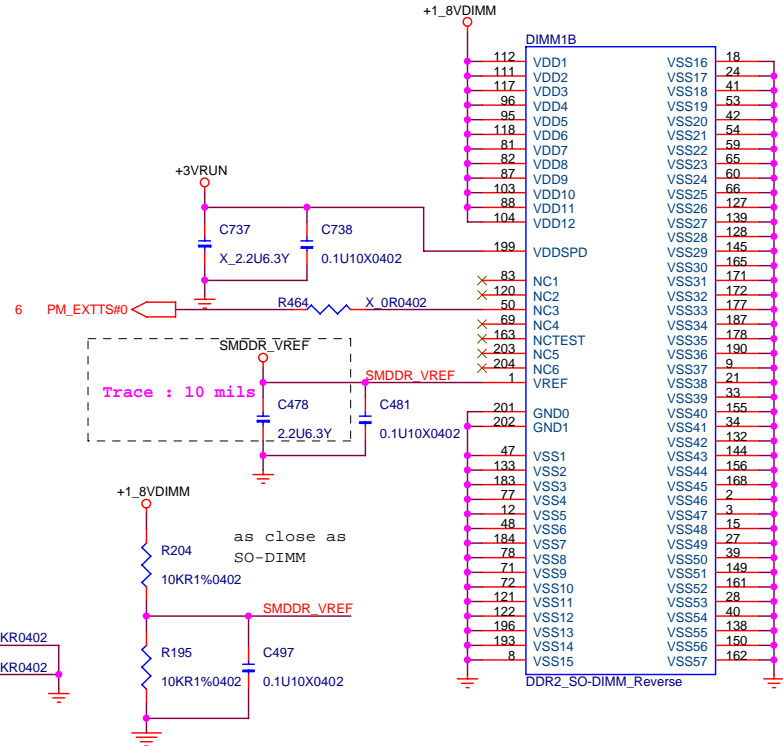 +1_8VDIMM
DIMM1B
112 VDD1 VSS16 18
111 VDD2 VSS17 24
117 VDD3 VSS18 41
96 VDD4 VSS19 53
95 VDD5 VSS20 42
118 VDD6 VSS21 54
81 VDD7 VSS22 59
82 VDD8 VSS23 65
87 VDD9 VSS24 60
103 VDD10 VSS25 66
88 VDD11 VSS26 127
104 VDD12 VSS27 139
VSS28 128
199 VDDSPD VSS29 145
VSS30 165
83 NC1 VSS31 171
120 NC2 VSS32 172
50 NC3 VSS33 177
69 NC4 VSS34 187
163 NCTEST VSS35 178
203 NC5 VSS36 190
204 NC6 VSS37 9
1 VREF VSS38 21
VSS39 33
201 GND0 VSS40 155
202 GND1 VSS41 34
VSS42 132
47 VSS1 VSS43 144
133 VSS2 VSS44 156
183 VSS3 VSS45 168
77 VSS4 VSS46 2
12 VSS5 VSS47 3
48 VSS6 VSS48 15
184 VSS7 VSS49 27
78 VSS8 VSS50 39
71 VSS9 VSS51 149
72 VSS10 VSS52 161
121 VSS11 VSS53 28
122 VSS12 VSS54 40
196 VSS13 VSS55 138
193 VSS14 VSS56 150
8 VSS15 VSS57 162
DDR2_SO-DIMM_Reverse
+3VRUN
C737
X_2.2U6.3Y
C738
0.1U10X0402
6 PM_EXTTS#0
R464 X_0R0402
SMDDR_VREF
SMDDR_VREF
Trace : 10 mils
C478
2.2U6.3Y
C481
0.1U10X0402
+1_8VDIMM
as close as
SO-DIMM
R204
10KR1%0402
SMDDR_VREF
R195
10KR1%0402
C497
0.1U10X0402
KR0402
KR0402